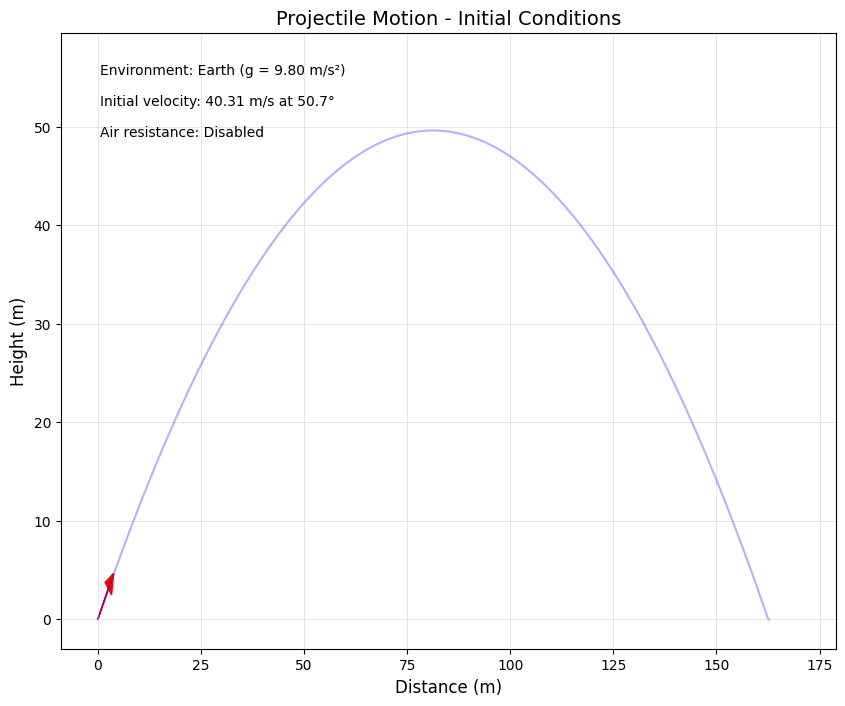 Projectile Motion - Initial Conditions
Environment: Earth (g = 9.80 m/s²)
Initial velocity: 40.31 m/s at 50.7°
Air resistance: Disabled
Height (m)
50
40
30
20
10
0
0 25 50 75 100 125 150 175
Distance (m)